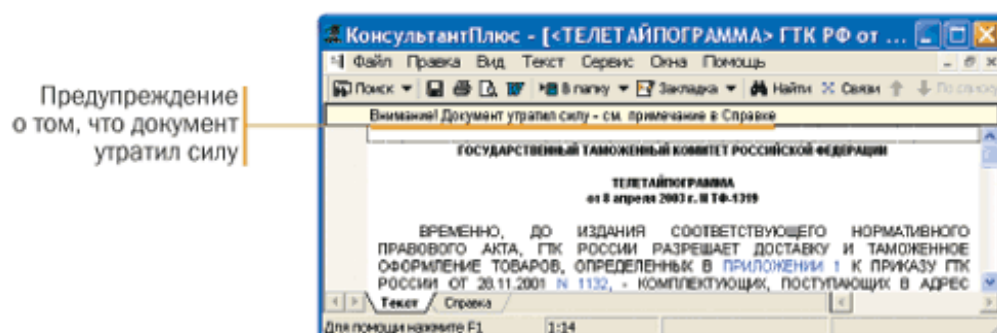 Предупреждение
о том, что документ
утратил силу
КонсультантПлюс - [<ТЕЛЕТАЙПОГРАММА> ГТК РФ от ...
Файл Правка Вид Текст Сервис Окна Помощь
Поиск В папку Закладка Найти Связи По списку
Внимание! Документ утратил силу - см. примечание в Справке
ГОСУДАРСТВЕННЫЙ ТАМОЖЕННЫЙ КОМИТЕТ РОССИЙСКОЙ ФЕДЕРАЦИИ
ТЕЛЕТАЙПОГРАММА
от 8 апреля 2003 г. N ТФ-1319
ВРЕМЕННО, ДО ИЗДАНИЯ СООТВЕТСТВУЮЩЕГО НОРМАТИВНОГО
ПРАВОВОГО АКТА, ГТК РОССИИ РАЗРЕШАЕТ ДОСТАВКУ И ТАМОЖЕННОЕ
ОФОРМЛЕНИЕ ТОВАРОВ, ОПРЕДЕЛЕННЫХ В ПРИЛОЖЕНИИ 1 К ПРИКАЗУ ГТК
РОССИИ ОТ 28.11.2001 N 1132, - КОМПЛЕКТУЮЩИХ, ПОСТУПАЮЩИХ В АДРЕС
Текст Справка
Для помощи нажмите F1 1:14